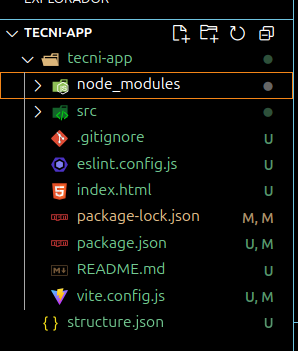 EXPLORADOR
TECNI-APP
tecni-app
node_modules
src
.gitignore U
eslint.config.js U
index.html U
package-lock.json M, M
package.json U, M
README.md U
vite.config.js U, M
structure.json U